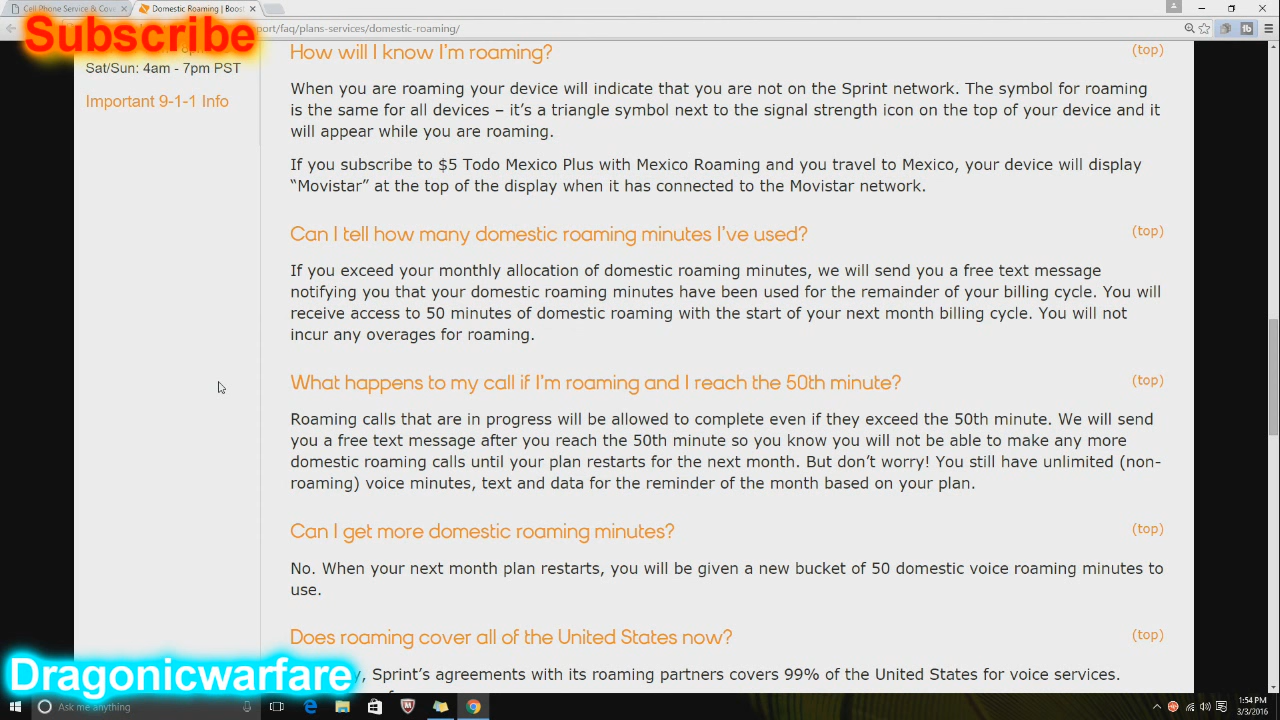 Cell Phone Service & Cov
Domestic Roaming | Boos
port/faq/plans-services/domestic-roaming/
Subscribe
Sat/Sun: 4am - 7pm PST
Important 9-1-1 Info
How will I know I'm roaming?
(top)
When you are roaming your device will indicate that you are not on the Sprint network. The symbol for roaming
is the same for all devices – it's a triangle symbol next to the signal strength icon on the top of your device and it
will appear while you are roaming.
If you subscribe to $5 Todo Mexico Plus with Mexico Roaming and you travel to Mexico, your device will display
“Movistar” at the top of the display when it has connected to the Movistar network.
Can I tell how many domestic roaming minutes I've used?
(top)
If you exceed your monthly allocation of domestic roaming minutes, we will send you a free text message
notifying you that your domestic roaming minutes have been used for the remainder of your billing cycle. You will
receive access to 50 minutes of domestic roaming with the start of your next month billing cycle. You will not
incur any overages for roaming.
What happens to my call if I'm roaming and I reach the 50th minute?
(top)
Roaming calls that are in progress will be allowed to complete even if they exceed the 50th minute. We will send
you a free text message after you reach the 50th minute so you know you will not be able to make any more
domestic roaming calls until your plan restarts for the next month. But don't worry! You still have unlimited (non-
roaming) voice minutes, text and data for the reminder of the month based on your plan.
Can I get more domestic roaming minutes?
(top)
No. When your next month plan restarts, you will be given a new bucket of 50 domestic voice roaming minutes to
use.
Does roaming cover all of the United States now?
(top)
Sprint's agreements with its roaming partners covers 99% of the United States for voice services.
Dragonicwarfare
Ask me anything
1:54 PM
3/3/2016